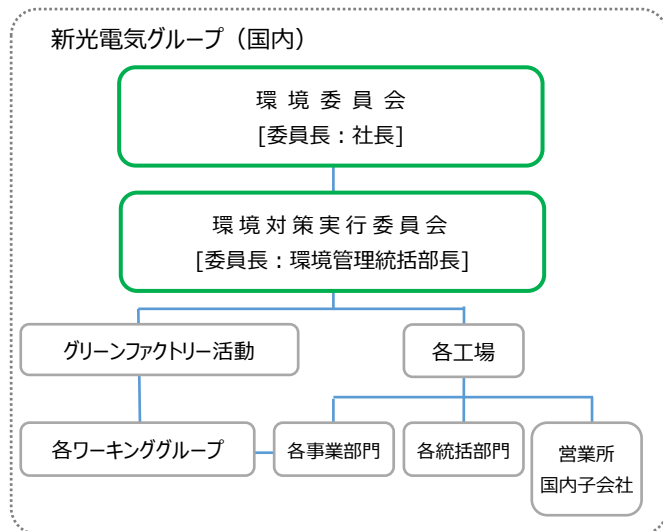 新光電気グループ（国内）
環境委員会
[委員長：社長]
環境対策実行委員会
[委員長：環境管理統括部長]
グリーンファクトリー活動
各工場
各ワーキンググループ
各事業部門
各統括部門
営業所
国内子会社